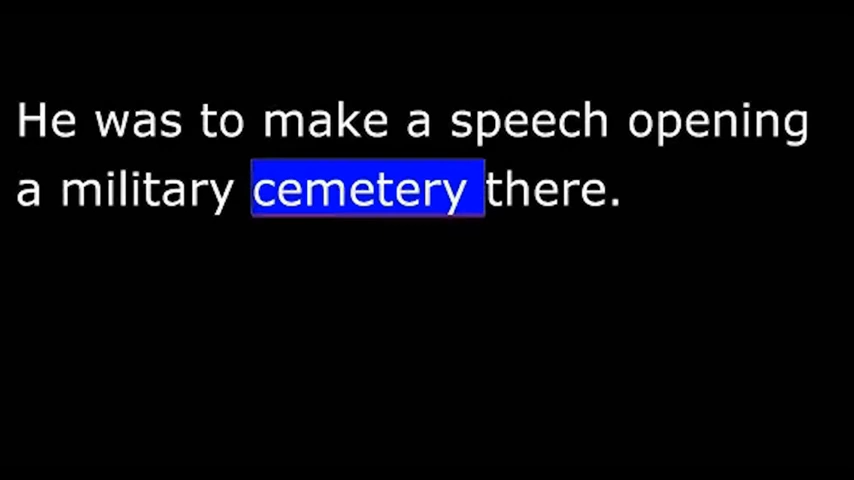 He was to make a speech opening
a military cemetery there.